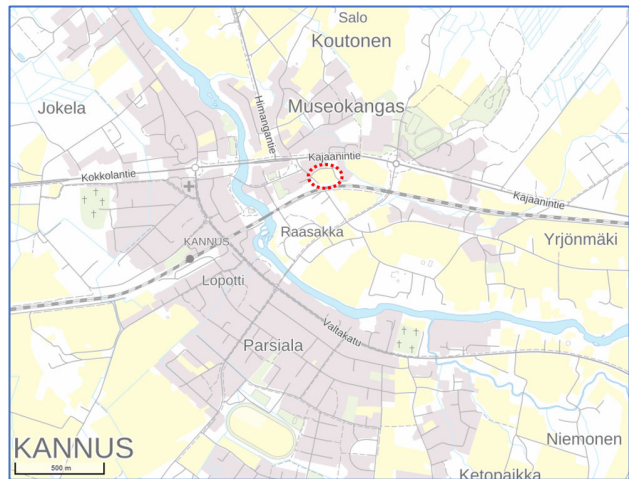 Salo
Koutonen
Jokela
Himangantie
Museokangas
Kajaanintie
Kokkolantie
Kajaanintie
Raasakka
KANNUS
Yrjönmäki
Lopotti
Valtakatu
Parsiala
KANNUS
500 m
Niemonen
Ketopaikka